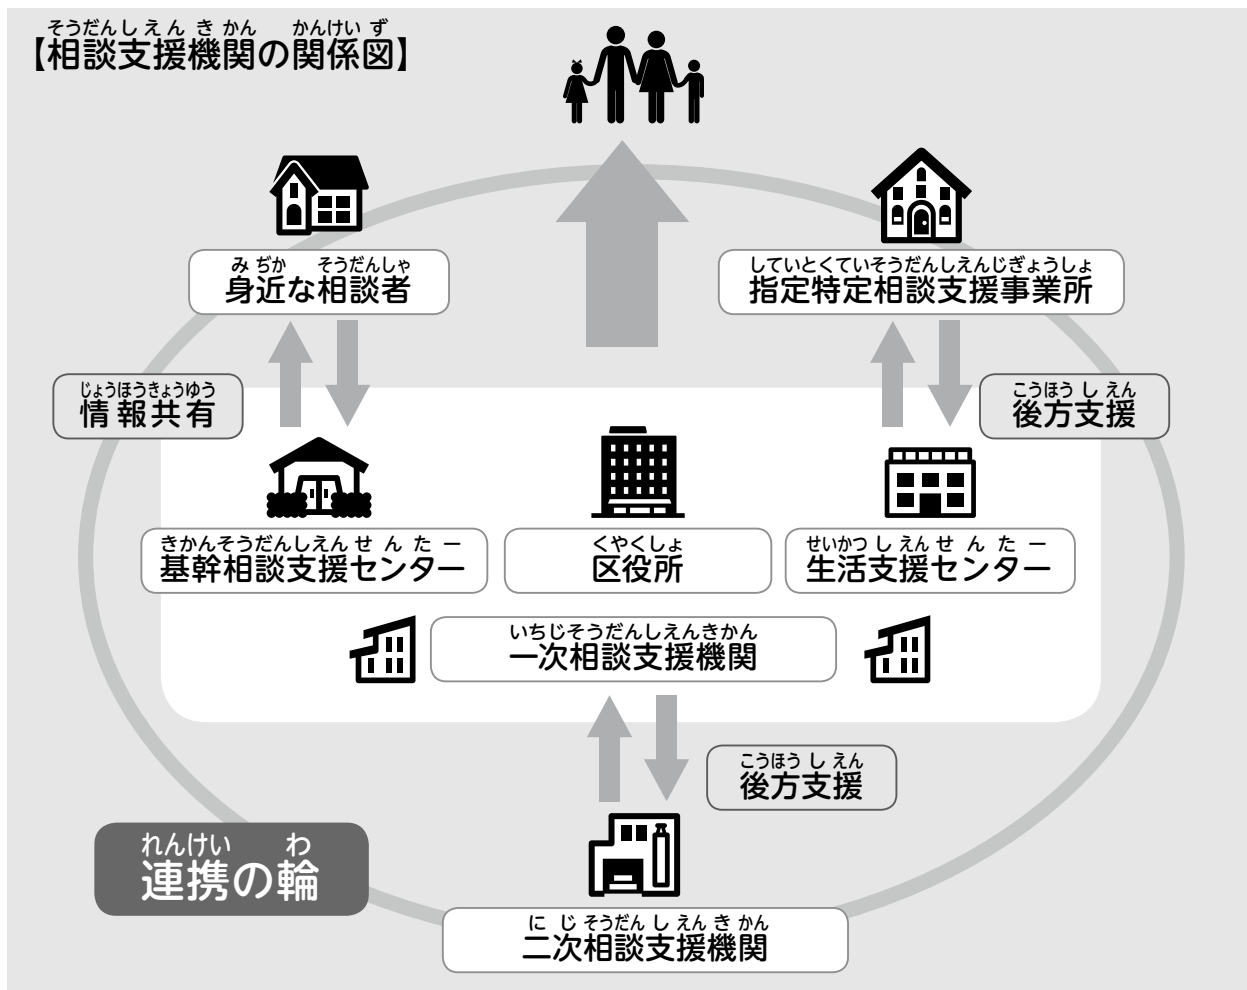 そうだんしえんきかん かんけいず
【相談支援機関の関係図】
みぢか そうだんしゃ
身近な相談者
していとくていそうだんしえんじぎょうしょ
指定特定相談支援事業所
じょうほうきょうゆう
情報共有
こうほうしえん
後方支援
きかんそうだんしえんせんたー
基幹相談支援センター
くやくしょ
区役所
せいかつしえんせんたー
生活支援センター
いちじそうだんしえんきかん
一次相談支援機関
こうほうしえん
後方支援
れんけい わ
連携の輪
にじそうだんしえんきかん
二次相談支援機関